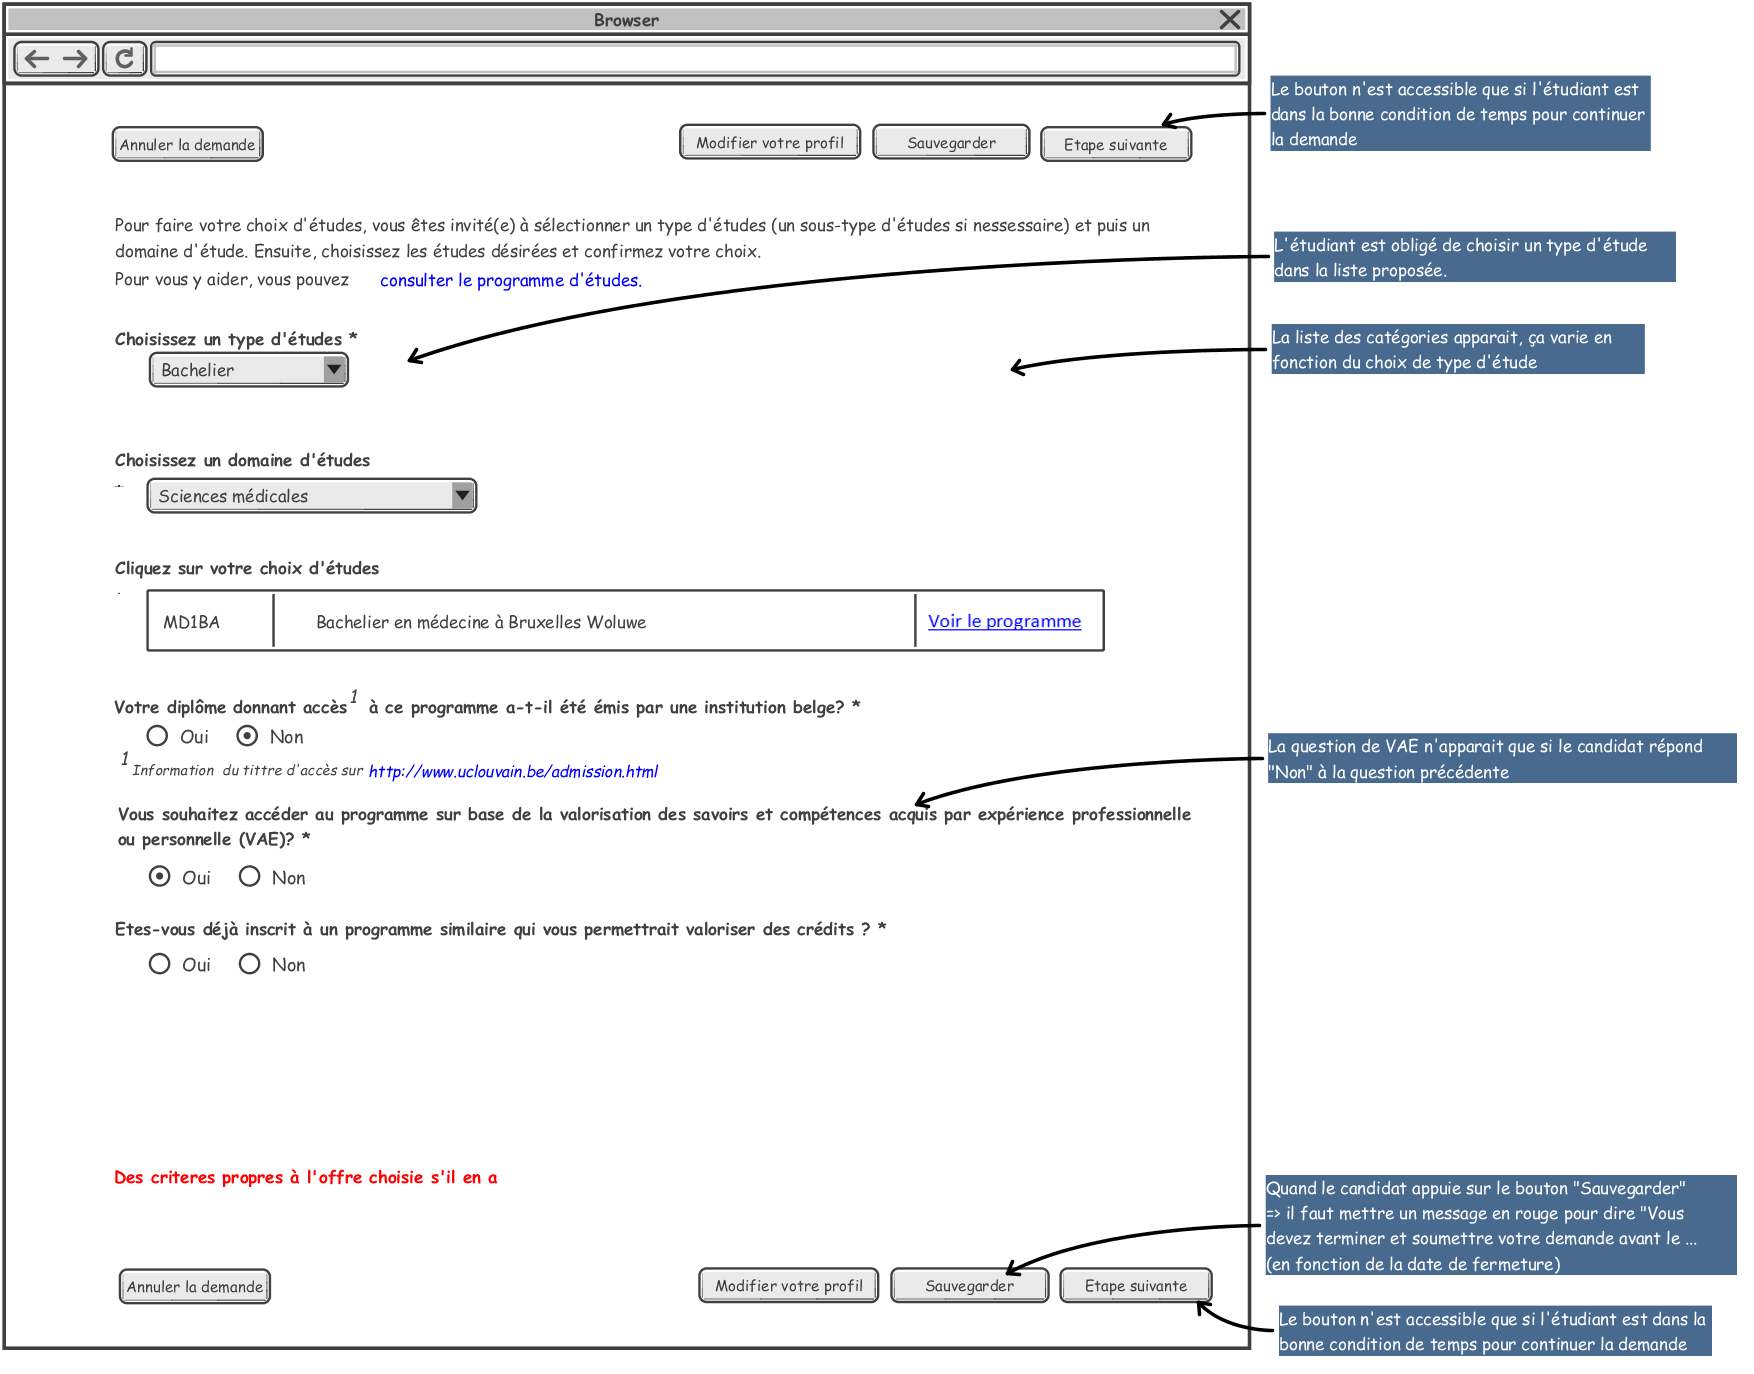 Browser
Le bouton n'est accessible que si l'étudiant est
dans la bonne condition de temps pour continuer
la demande
Annuler la demande
Modifier votre profil
Sauvegarder
Etape suivante
Pour faire votre choix d'études, vous êtes invité(e) à sélectionner un type d'études (un sous-type d'études si nessessaire) et puis un
domaine d'étude. Ensuite, choisissez les études désirées et confirmez votre choix.
Pour vous y aider, vous pouvez consulter le programme d'études.
L'étudiant est obligé de choisir un type d'étude
dans la liste proposée.
Choisissez un type d'études *
Bachelier
La liste des catégories apparait, ça varie en
fonction du choix de type d'étude
Choisissez un domaine d'études
*
Sciences médicales
Cliquez sur votre choix d'études
MD1BA
Bachelier en médecine à Bruxelles Woluwe
Voir le programme
Votre diplôme donnant accès 1 à ce programme a-t-il été émis par une institution belge? *
Oui
Non
1 Information du tittre d'accès sur http://www.uclouvain.be/admission.html
La question de VAE n'apparait que si le candidat répond
"Non" à la question précédente
Vous souhaitez accéder au programme sur base de la valorisation des savoirs et compétences acquis par expérience professionnelle
ou personnelle (VAE)? *
Oui
Non
Etes-vous déjà inscrit à un programme similaire qui vous permettrait valoriser des crédits ? *
Oui
Non
Des criteres propres à l'offre choisie s'il en a
Quand le candidat appuie sur le bouton "Sauvegarder"
=> il faut mettre un message en rouge pour dire "Vous
devez terminer et soumettre votre demande avant le ...
(en fonction de la date de fermeture)
Annuler la demande
Modifier votre profil
Sauvegarder
Etape suivante
Le bouton n'est accessible que si l'étudiant est dans la
bonne condition de temps pour continuer la demande